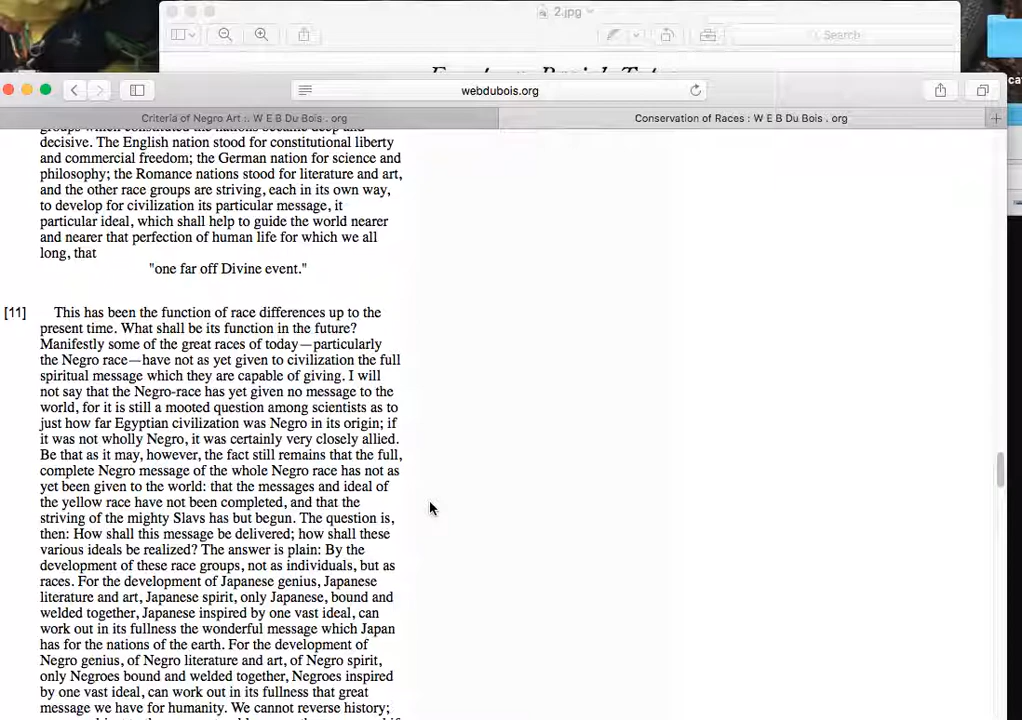 2.jpg
Search
webdubois.org
Criteria of Negro Art :. W E B Du Bois . org
Conservation of Races : W E B Du Bois . org
groups which constituted the nations became deep and
decisive. The English nation stood for constitutional liberty
and commercial freedom; the German nation for science and
philosophy; the Romance nations stood for literature and art,
and the other race groups are striving, each in its own way,
to develop for civilization its particular message, it
particular ideal, which shall help to guide the world nearer
and nearer that perfection of human life for which we all
long, that
"one far off Divine event."
[11] This has been the function of race differences up to the
present time. What shall be its function in the future?
Manifestly some of the great races of today—particularly
the Negro race—have not as yet given to civilization the full
spiritual message which they are capable of giving. I will
not say that the Negro-race has yet given no message to the
world, for it is still a mooted question among scientists as to
just how far Egyptian civilization was Negro in its origin; if
it was not wholly Negro, it was certainly very closely allied.
Be that as it may, however, the fact still remains that the full,
complete Negro message of the whole Negro race has not as
yet been given to the world: that the messages and ideal of
the yellow race have not been completed, and that the
striving of the mighty Slavs has but begun. The question is,
then: How shall this message be delivered; how shall these
various ideals be realized? The answer is plain: By the
development of these race groups, not as individuals, but as
races. For the development of Japanese genius, Japanese
literature and art, Japanese spirit, only Japanese, bound and
welded together, Japanese inspired by one vast ideal, can
work out in its fullness the wonderful message which Japan
has for the nations of the earth. For the development of
Negro genius, of Negro literature and art, of Negro spirit,
only Negroes bound and welded together, Negroes inspired
by one vast ideal, can work out in its fullness that great
message we have for humanity. We cannot reverse history;